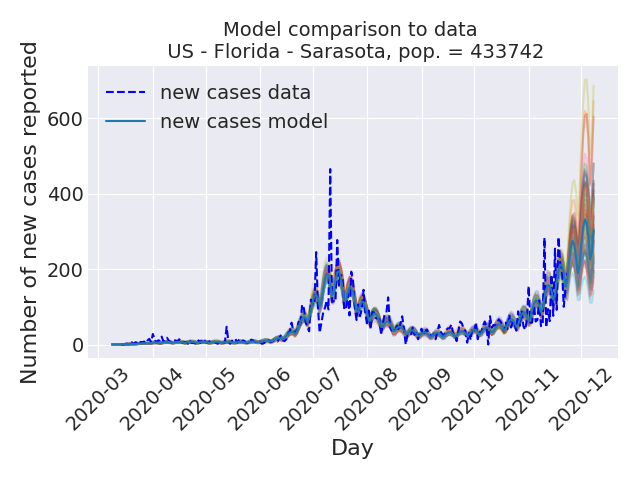 Model comparison to data
US - Florida - Sarasota, pop. = 433742
Number of new cases reported
600
400
200
0
new cases data
new cases model
2020-03
2020-04
2020-05
2020-06
2020-07
2020-08
2020-09
2020-10
2020-11
2020-12
Day